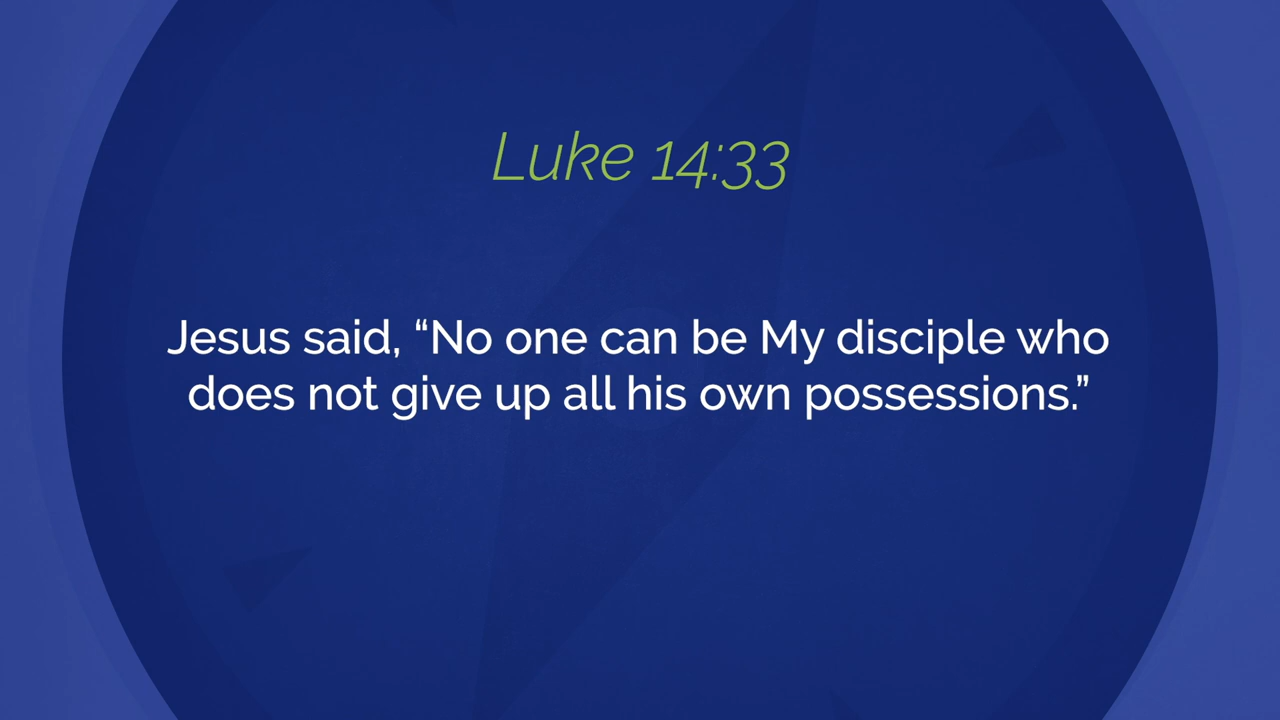 Luke 14:33
Jesus said, “No one can be My disciple who
does not give up all his own possessions.”